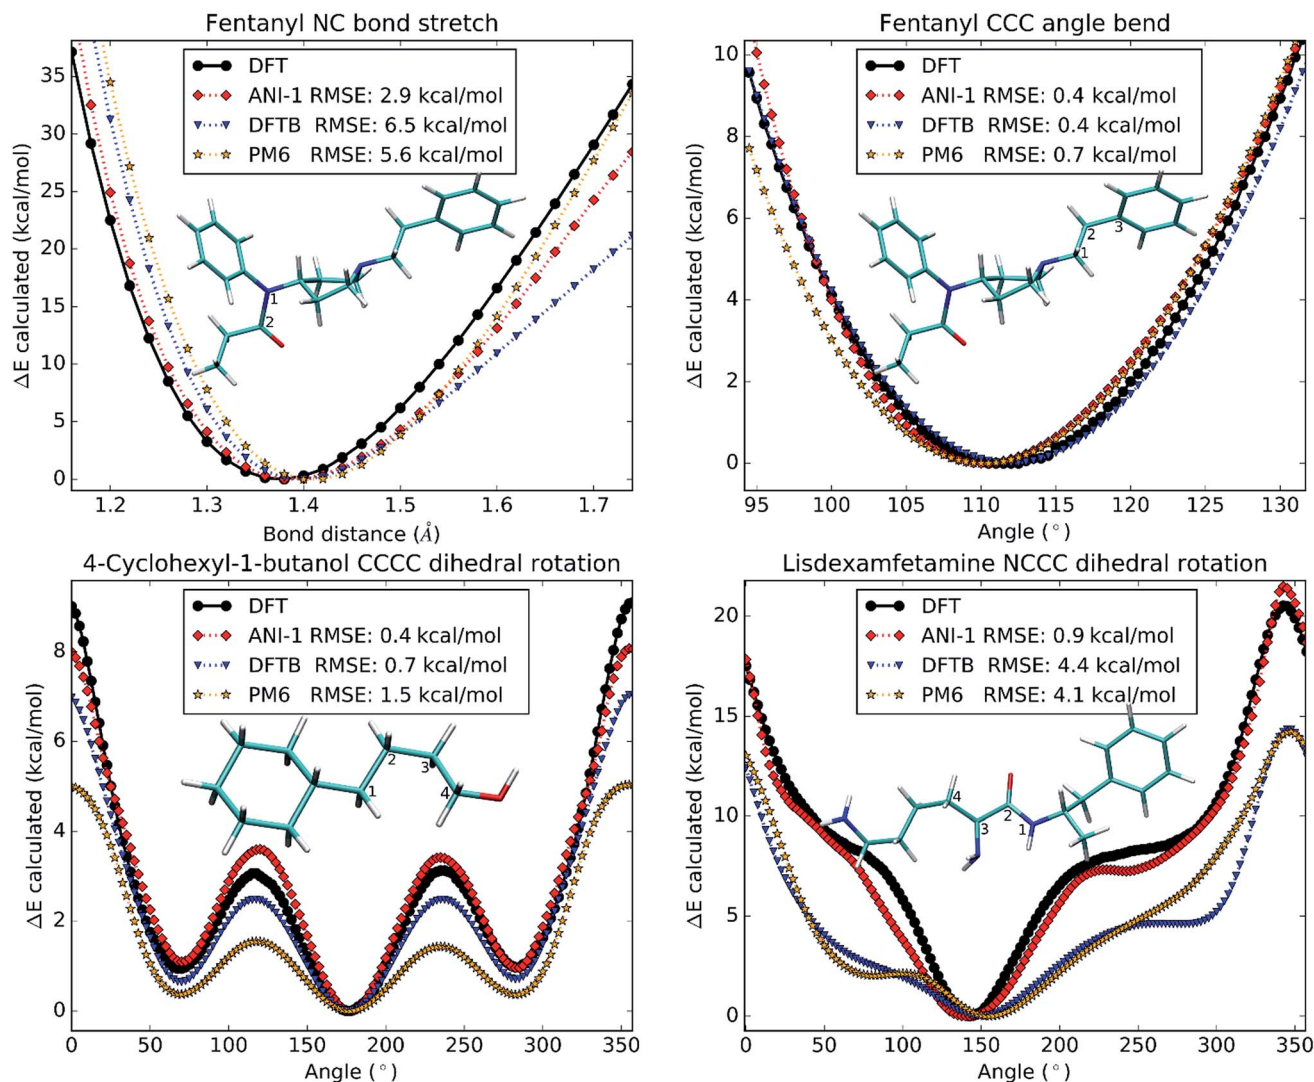 Fentanyl NC bond stretch
DFT
ANI-1 RMSE: 2.9 kcal/mol
DFTB RMSE: 6.5 kcal/mol
PM6 RMSE: 5.6 kcal/mol
ΔE calculated (kcal/mol)
35
30
25
20
15
10
5
0
1
2
1.2 1.3 1.4 1.5 1.6 1.7
Bond distance (Å)
Fentanyl CCC angle bend
DFT
ANI-1 RMSE: 0.4 kcal/mol
DFTB RMSE: 0.4 kcal/mol
PM6 RMSE: 0.7 kcal/mol
ΔE calculated (kcal/mol)
10
8
6
4
2
0
2 3
1
95 100 105 110 115 120 125 130
Angle (°)
4-Cyclohexyl-1-butanol CCCC dihedral rotation
DFT
ANI-1 RMSE: 0.4 kcal/mol
DFTB RMSE: 0.7 kcal/mol
PM6 RMSE: 1.5 kcal/mol
ΔE calculated (kcal/mol)
8
6
4
2
0
2
3
1 4
0 50 100 150 200 250 300 350
Angle (°)
Lisdexamfetamine NCCC dihedral rotation
DFT
ANI-1 RMSE: 0.9 kcal/mol
DFTB RMSE: 4.4 kcal/mol
PM6 RMSE: 4.1 kcal/mol
ΔE calculated (kcal/mol)
20
15
10
5
0
4
2
3 1
0 50 100 150 200 250 300 350
Angle (°)